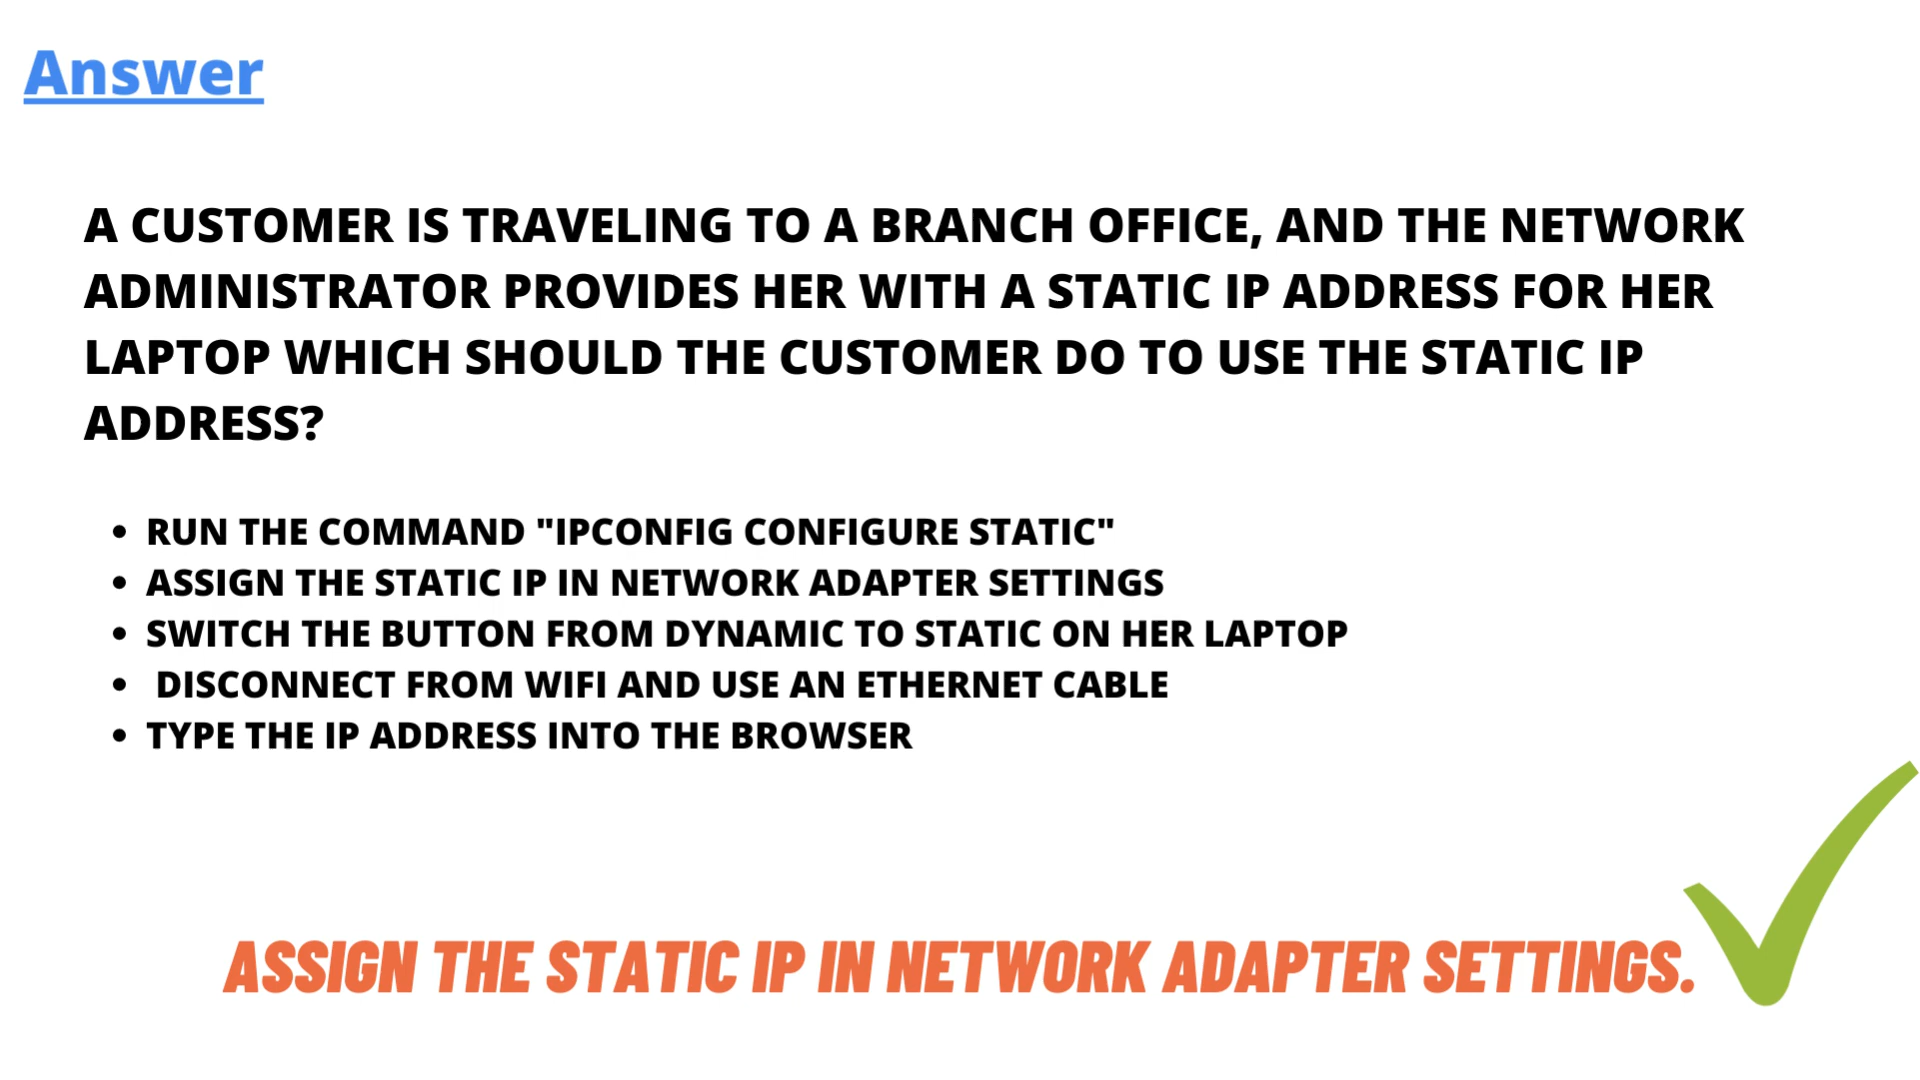 Answer
A CUSTOMER IS TRAVELING TO A BRANCH OFFICE, AND THE NETWORK
ADMINISTRATOR PROVIDES HER WITH A STATIC IP ADDRESS FOR HER
LAPTOP WHICH SHOULD THE CUSTOMER DO TO USE THE STATIC IP
ADDRESS?
• RUN THE COMMAND "IPCONFIG CONFIGURE STATIC"
• ASSIGN THE STATIC IP IN NETWORK ADAPTER SETTINGS
• SWITCH THE BUTTON FROM DYNAMIC TO STATIC ON HER LAPTOP
• DISCONNECT FROM WIFI AND USE AN ETHERNET CABLE
• TYPE THE IP ADDRESS INTO THE BROWSER
ASSIGN THE STATIC IP IN NETWORK ADAPTER SETTINGS.